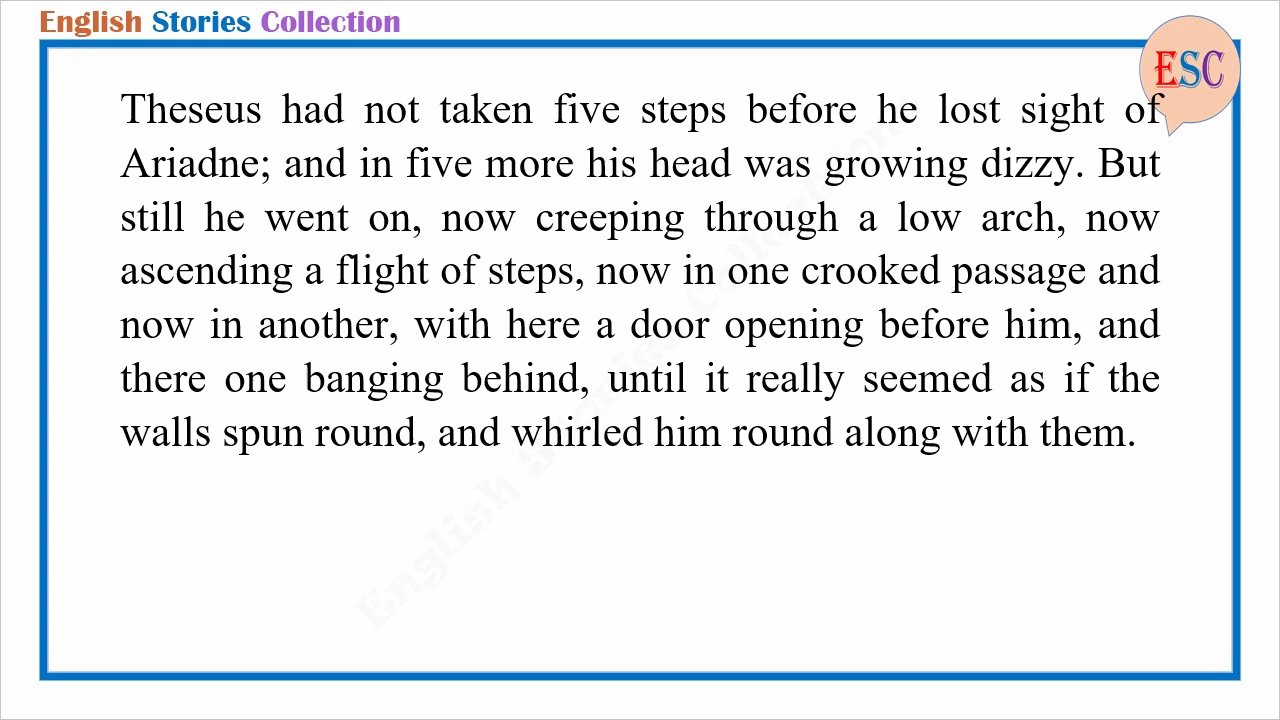 English Stories Collection
ESC
Theseus had not taken five steps before he lost sight of
Ariadne; and in five more his head was growing dizzy. But
still he went on, now creeping through a low arch, now
ascending a flight of steps, now in one crooked passage and
now in another, with here a door opening before him, and
there one banging behind, until it really seemed as if the
walls spun round, and whirled him round along with them.
English Stories Collection